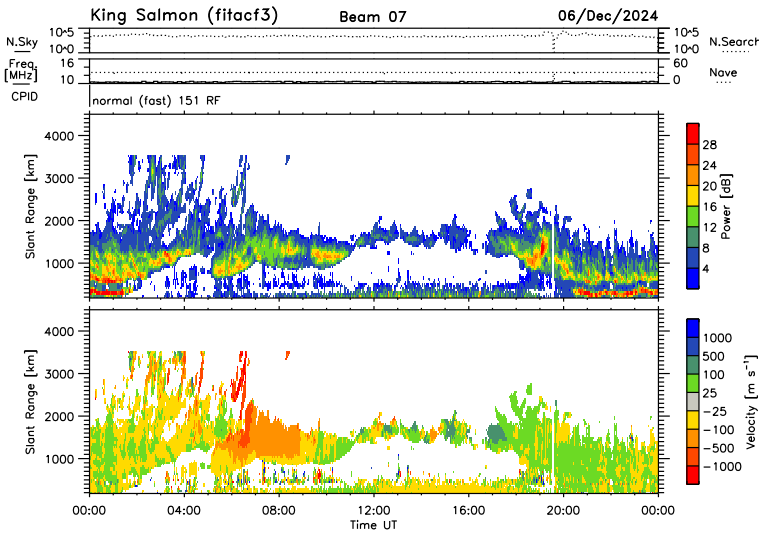 King Salmon (fitacf3) Beam 07 06/Dec/2024
N.Sky 10^5 10^0 10^5 10^0 N.Search
Freq. [MHz] 16 10 60 0 Nave
CPID normal (fast) 151 RF
Slant Range [km] 4000 3000 2000 1000
28 24 20 16 12 8 4 Power [dB]
Slant Range [km] 4000 3000 2000 1000
1000 500 100 25 −25 −100 −500 −1000 Velocity [m s⁻¹]
00:00 04:00 08:00 12:00 16:00 20:00 00:00
Time UT